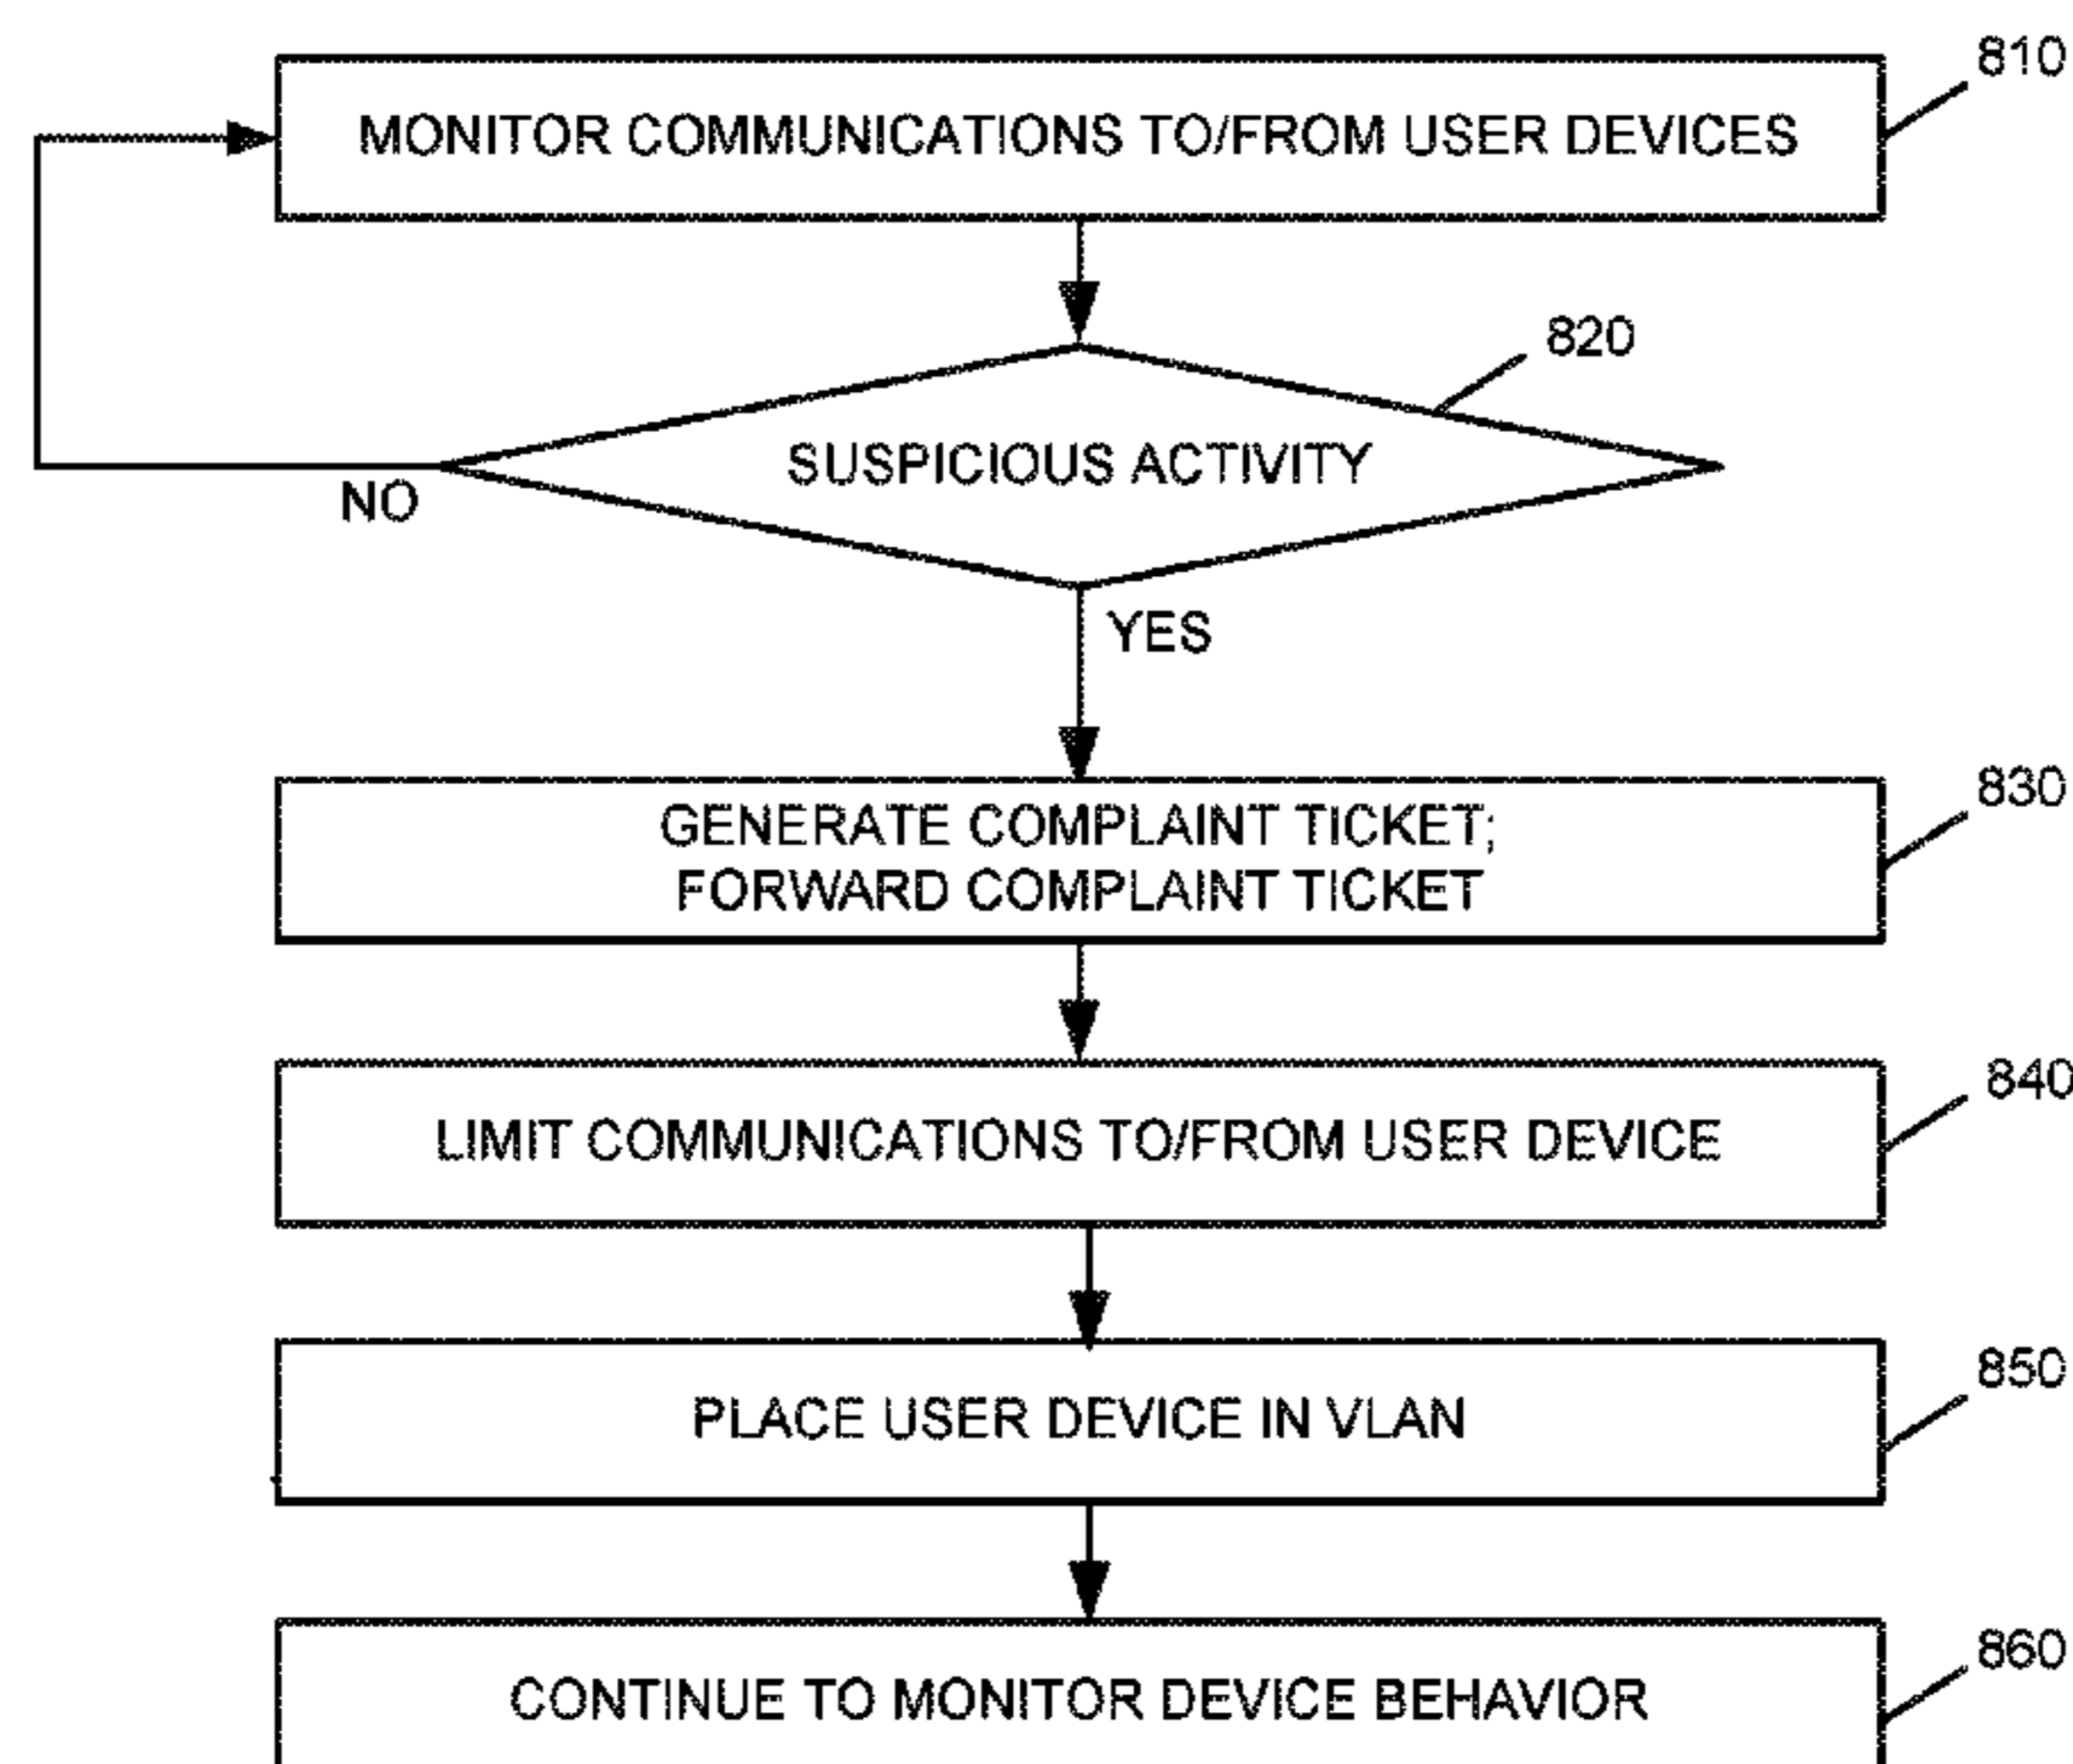 810
MONITOR COMMUNICATIONS TO/FROM USER DEVICES
820
SUSPICIOUS ACTIVITY
NO
YES
830
GENERATE COMPLAINT TICKET;
FORWARD COMPLAINT TICKET
840
LIMIT COMMUNICATIONS TO/FROM USER DEVICE
850
PLACE USER DEVICE IN VLAN
860
CONTINUE TO MONITOR DEVICE BEHAVIOR